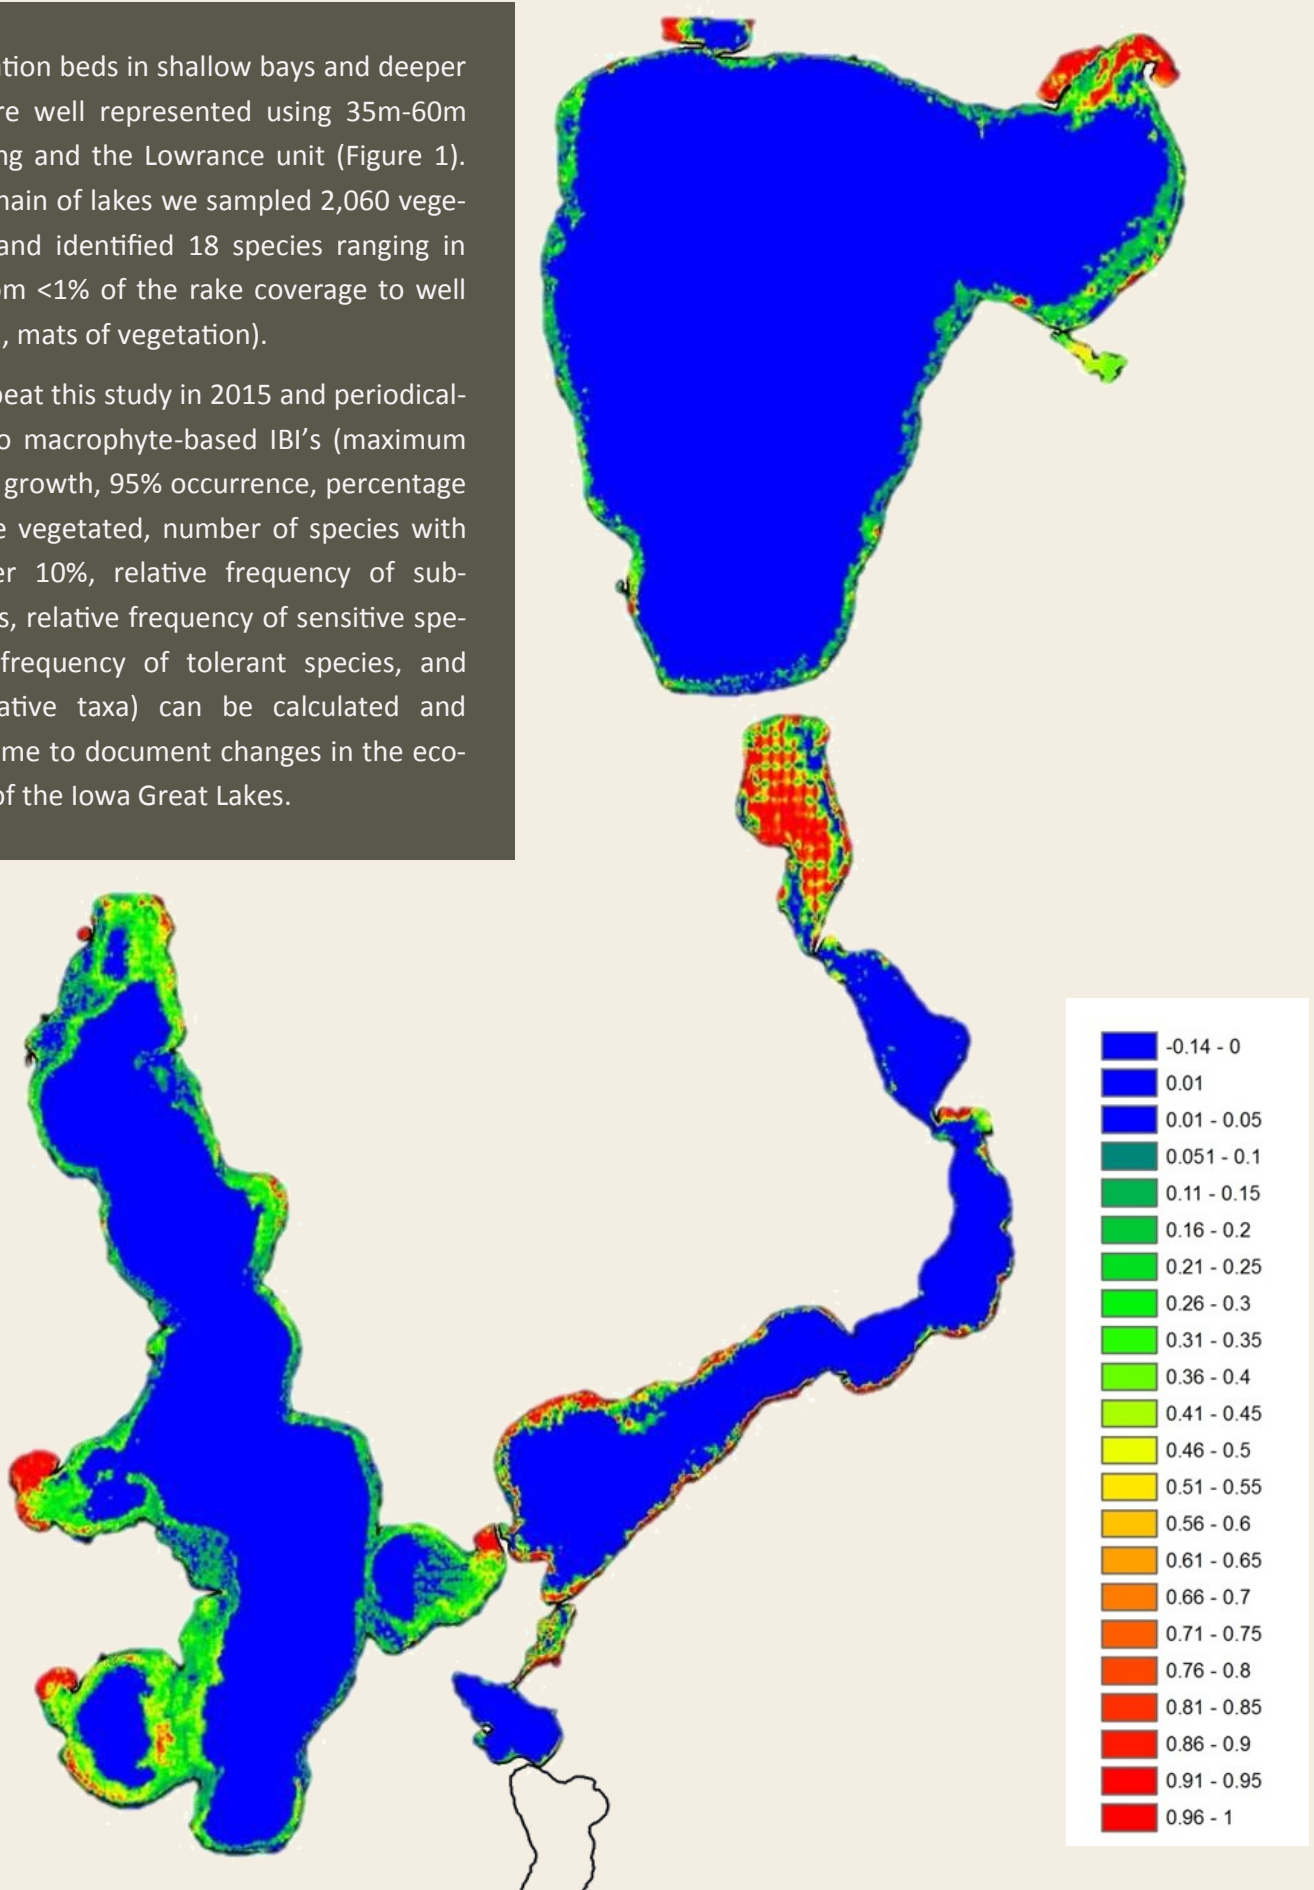 tion beds in shallow bays and deeper
re well represented using 35m-60m
ng and the Lowrance unit (Figure 1).
hain of lakes we sampled 2,060 vege-
and identified 18 species ranging in
om <1% of the rake coverage to well
, mats of vegetation).
peat this study in 2015 and periodical-
o macrophyte-based IBI’s (maximum
growth, 95% occurrence, percentage
e vegetated, number of species with
er 10%, relative frequency of sub-
s, relative frequency of sensitive spe-
frequency of tolerant species, and
ative taxa) can be calculated and
me to document changes in the eco-
of the Iowa Great Lakes.
-0.14 - 0
0.01
0.01 - 0.05
0.051 - 0.1
0.11 - 0.15
0.16 - 0.2
0.21 - 0.25
0.26 - 0.3
0.31 - 0.35
0.36 - 0.4
0.41 - 0.45
0.46 - 0.5
0.51 - 0.55
0.56 - 0.6
0.61 - 0.65
0.66 - 0.7
0.71 - 0.75
0.76 - 0.8
0.81 - 0.85
0.86 - 0.9
0.91 - 0.95
0.96 - 1